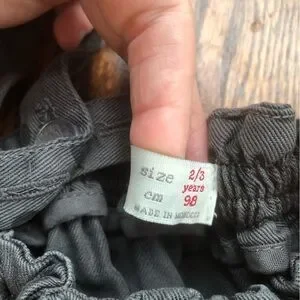 size 2/3
years
cm 98
MADE IN MOROCCO